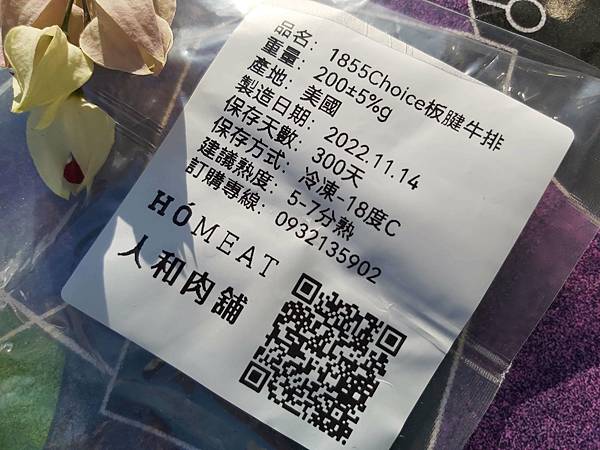 品名：1855Choice板腱牛排
重量：200±5%g
產地：美國
製造日期：2022.11.14
保存天數：300天
保存方式：冷凍-18度C
建議熟度：5-7分熟
訂購專線：0932135902
HÓMEAT
人和肉舖